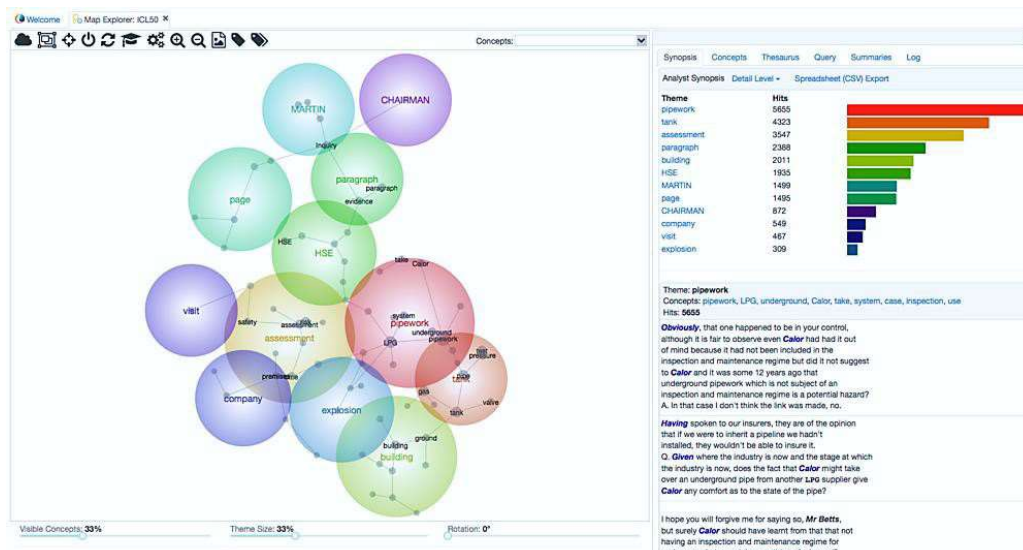 Welcome
Map Explorer: ICL50
Concepts:
MARTIN
CHAIRMAN
Inquiry
paragraph
paragraph
evidence
page
HSE
HSE
take
Calor
visit
safety
assessment
assessment
system
pipework
underground
pipework
LPG
test
pressure
pipe
tank
gas
valve
tank
premises
company
explosion
ground
building
building
Visible Concepts: 33%
Theme Size: 33%
Rotation: 0°
Synopsis Concepts Thesaurus Query Summaries Log
Analyst Synopsis Detail Level Spreadsheet (CSV) Export
Theme Hits
pipework 5655
tank 4323
assessment 3547
paragraph 2388
building 2011
HSE 1935
MARTIN 1499
page 1495
CHAIRMAN 872
company 549
visit 467
explosion 309
Theme: pipework
Concepts: pipework, LPG, underground, Calor, take, system, case, inspection, use
Hits: 5655
Obviously, that one happened to be in your control,
although it is fair to observe even Calor had had it out
of mind because it had not been included in the
inspection and maintenance regime but did it not suggest
to Calor and it was some 12 years ago that
underground pipework which is not subject of an
inspection and maintenance regime is a potential hazard?
A. In that case I don't think the link was made, no.
Having spoken to our insurers, they are of the opinion
that if we were to inherit a pipeline we hadn't
installed, they wouldn't be able to insure it.
Q. Given where the industry is now and the stage at which
the industry is now, does the fact that Calor might take
over an underground pipe from another LPG supplier give
Calor any comfort as to the state of the pipe?
I hope you will forgive me for saying so, Mr Betts,
but surely Calor should have learnt from that that not
having an inspection and maintenance regime for